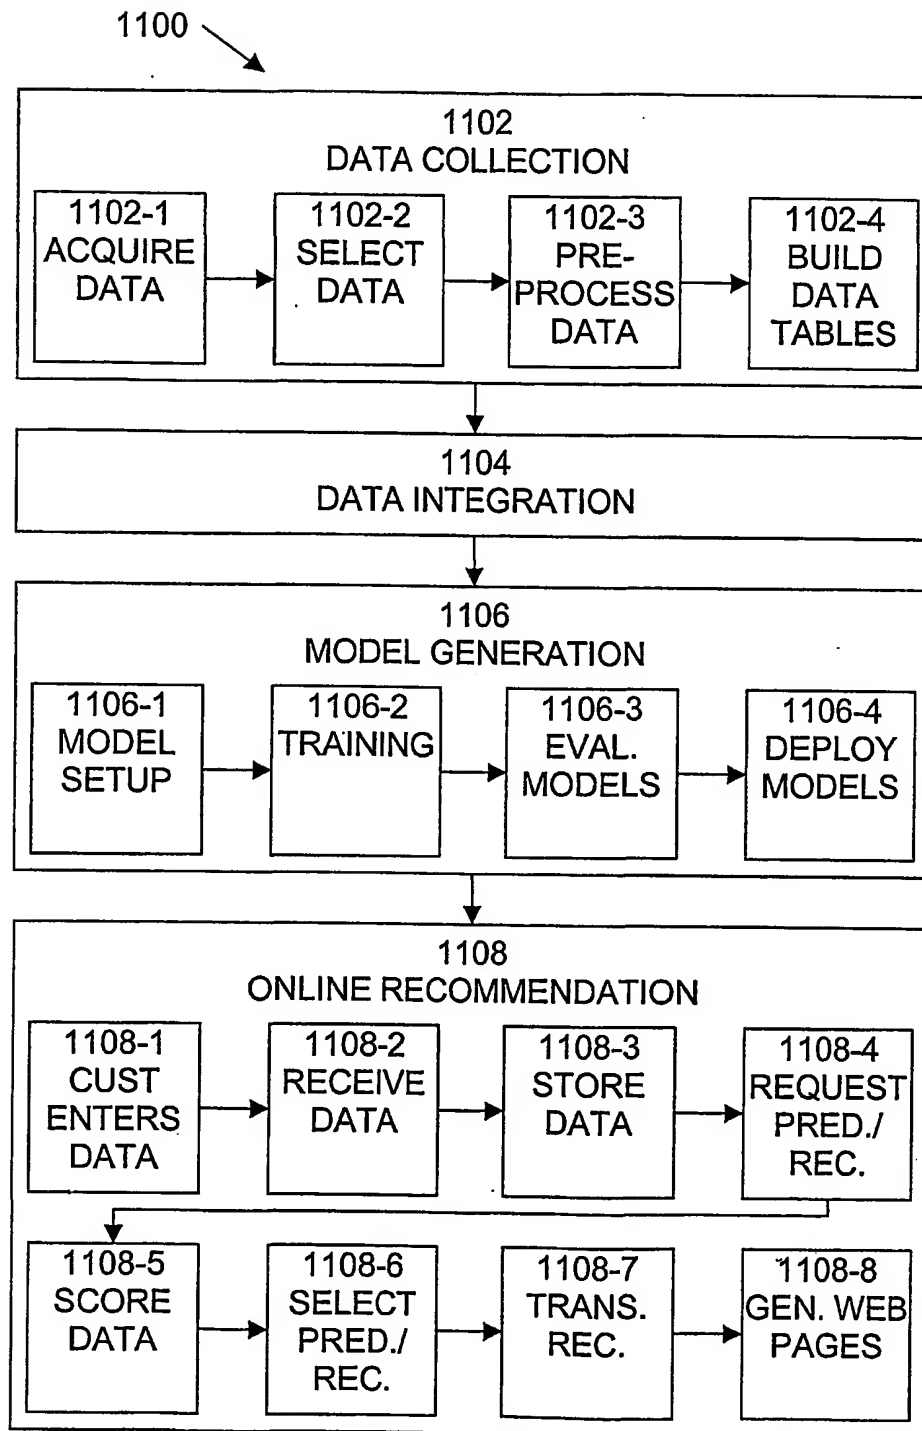 1100
1102
DATA COLLECTION
1102-1
ACQUIRE
DATA
1102-2
SELECT
DATA
1102-3
PRE-
PROCESS
DATA
1102-4
BUILD
DATA
TABLES
1104
DATA INTEGRATION
1106
MODEL GENERATION
1106-1
MODEL
SETUP
1106-2
TRAINING
1106-3
EVAL.
MODELS
1106-4
DEPLOY
MODELS
1108
ONLINE RECOMMENDATION
1108-1
CUST
ENTERS
DATA
1108-2
RECEIVE
DATA
1108-3
STORE
DATA
1108-4
REQUEST
PRED./
REC.
1108-5
SCORE
DATA
1108-6
SELECT
PRED./
REC.
1108-7
TRANS.
REC.
1108-8
GEN. WEB
PAGES